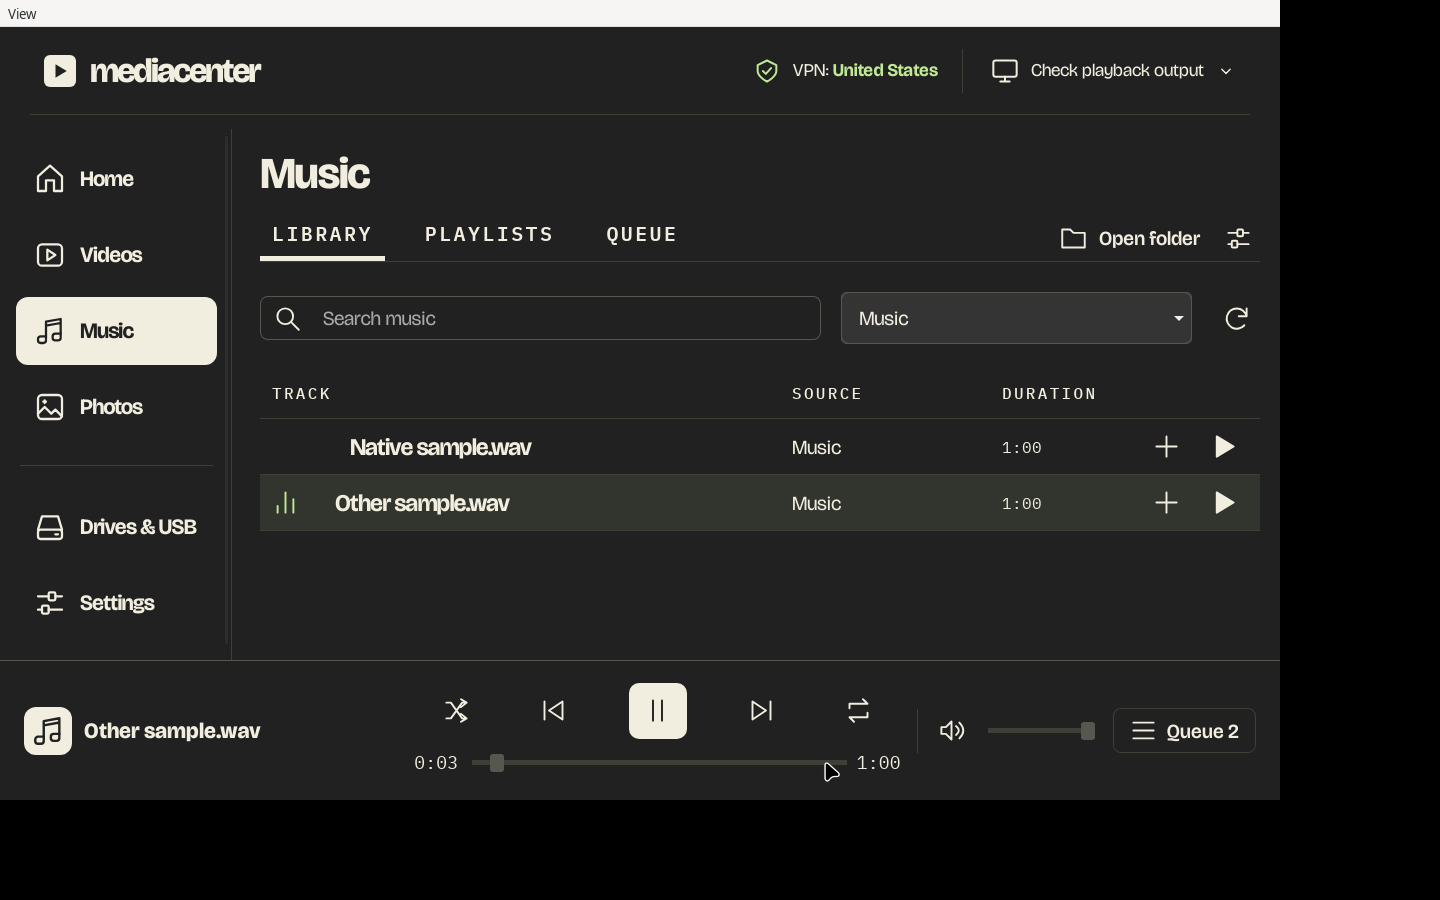 View
mediacenter
VPN: United States
Check playback output
Home
Videos
Music
Photos
Drives & USB
Settings
Music
LIBRARY
PLAYLISTS
QUEUE
Open folder
Search music
Music
TRACK
SOURCE
DURATION
Native sample.wav
Music
1:00
Other sample.wav
Music
1:00
Other sample.wav
0:03
1:00
Queue 2